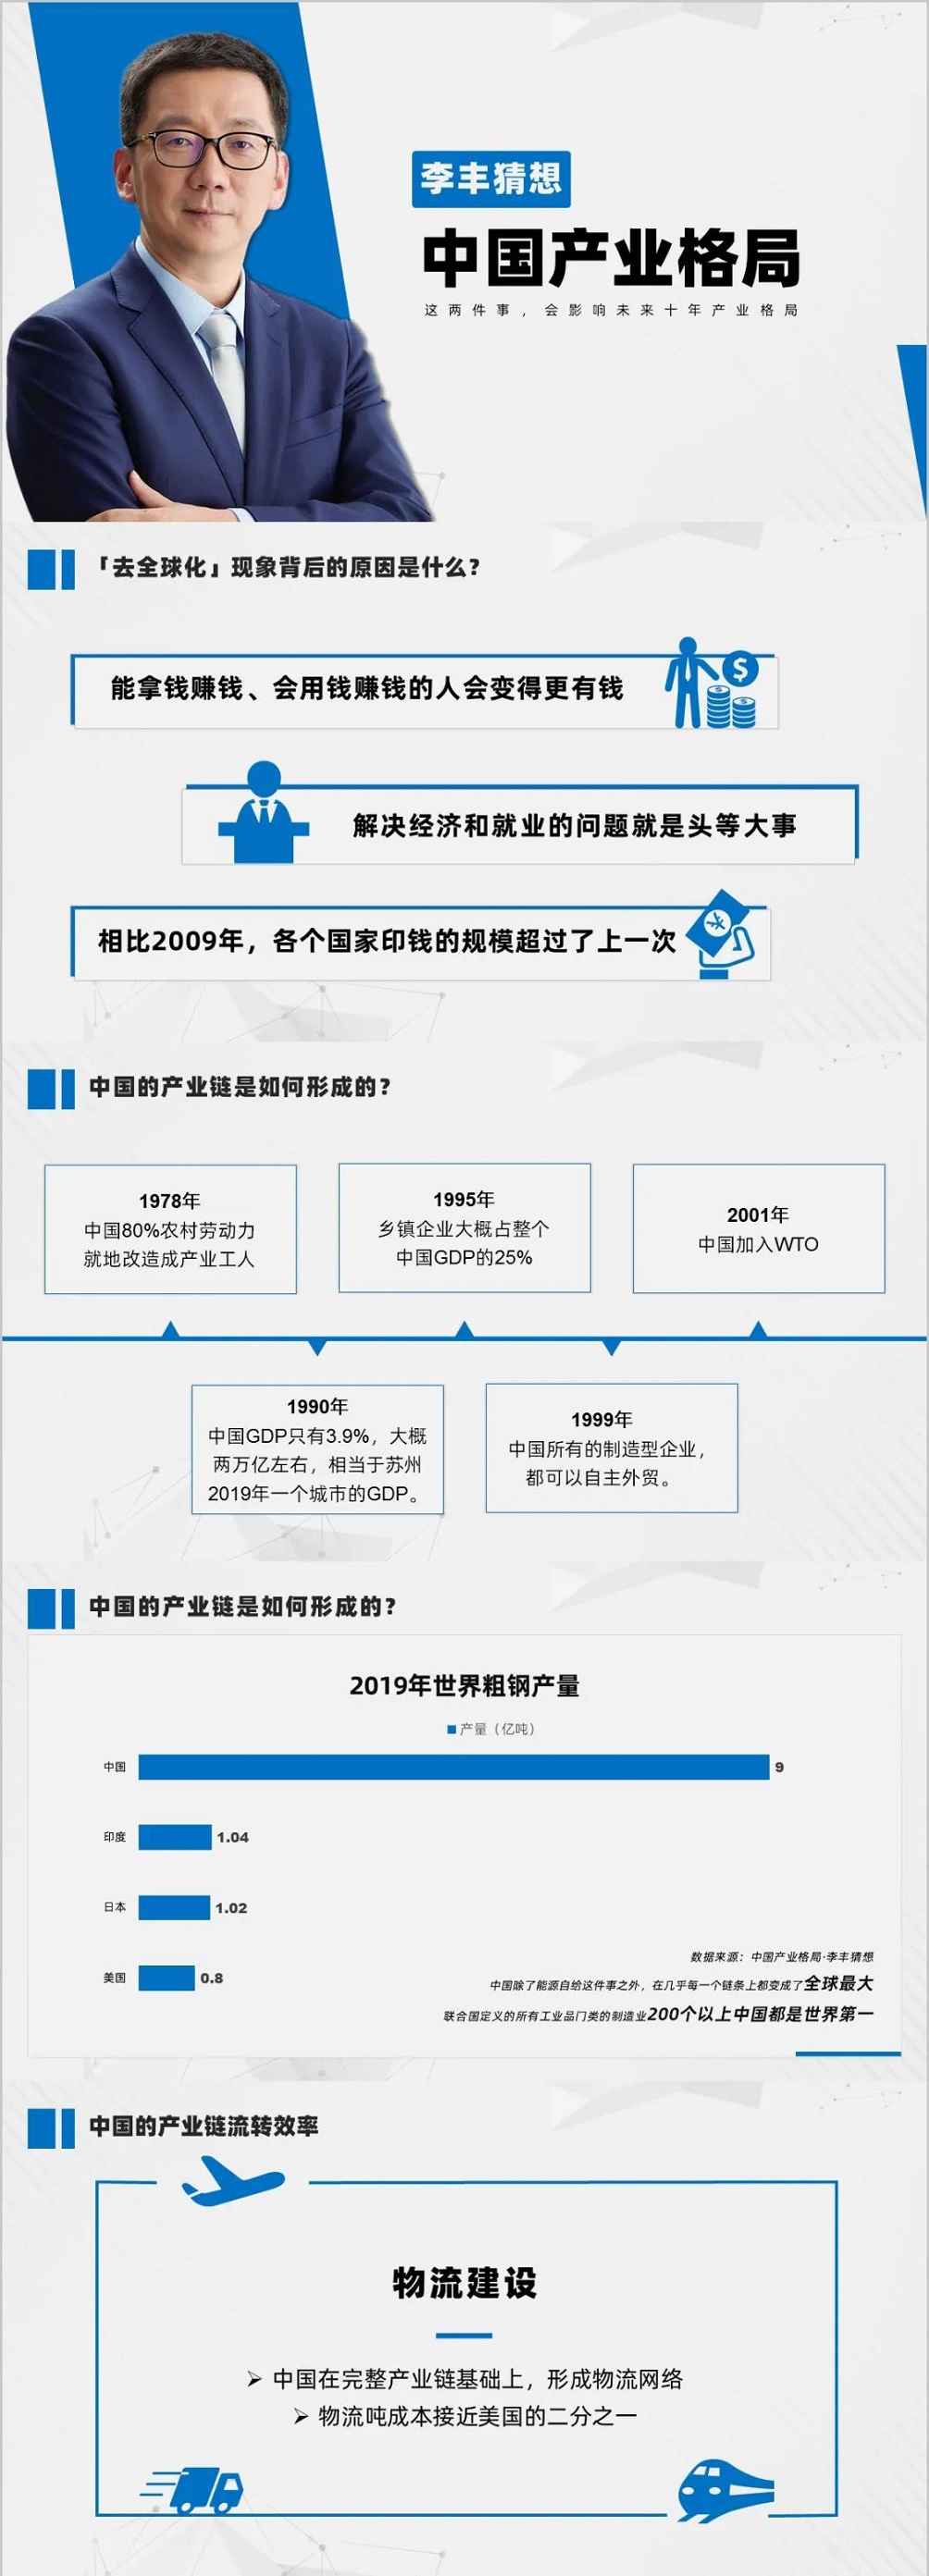 李丰猜想
中国产业格局
这两件事，会影响未来十年产业格局
「去全球化」现象背后的原因是什么？
能拿钱赚钱、会用钱赚钱的人会变得更有钱
$
解决经济和就业的问题就是头等大事
相比2009年，各个国家印钱的规模超过了上一次
中国的产业链是如何形成的？
1978年
中国80%农村劳动力
就地改造成产业工人
1995年
乡镇企业大概占整个
中国GDP的25%
2001年
中国加入WTO
1990年
中国GDP只有3.9%，大概
两万亿左右，相当于苏州
2019年一个城市的GDP。
1999年
中国所有的制造型企业，
都可以自主外贸。
中国的产业链是如何形成的？
2019年世界粗钢产量
产量（亿吨）
中国 9
印度 1.04
日本 1.02
美国 0.8
数据来源：中国产业格局·李丰猜想
中国除了能源自给这件事之外，在几乎每一个链条上都变成了全球最大
联合国定义的所有工业品门类的制造业200个以上中国都是世界第一
中国的产业链流转效率
物流建设
➢ 中国在完整产业链基础上，形成物流网络
➢ 物流吨成本接近美国的二分之一